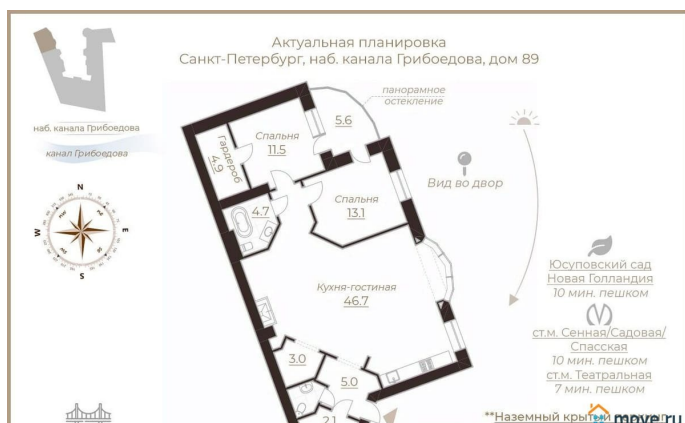 Актуальная планировка
Санкт-Петербург, наб. канала Грибоедова, дом 89
наб. канала Грибоедова
канал Грибоедова
N
W
E
S
панорамное
остекление
5.6
Спальня
11.5
Гардероб
4.9
Спальня
13.1
4.7
Вид во двор
Кухня-гостиная
46.7
3.0
5.0
2.1
Юсуповский сад
Новая Голландия
10 мин. пешком
ст.м. Сенная/Садовая/
Спасская
10 мин. пешком
ст.м. Театральная
7 мин. пешком
**Наземный крытый
move.ru